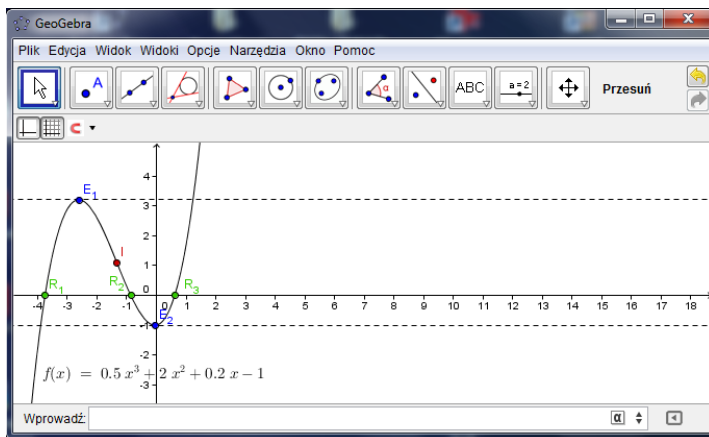 GeoGebra
Plik Edycja Widok Widoki Opcje Narzędzia Okno Pomoc
A α ABC a = 2 Przesuń
4
E1
3
2
I
1
R1 R2 0 R3
-4 -3 -2 -1 0 1 2 3 4 5 6 7 8 9 10 11 12 13 14 15 16 17 18
E2
-1
-2
f(x) = 0.5 x³ + 2 x² + 0.2 x − 1
-3
Wprowadź: α